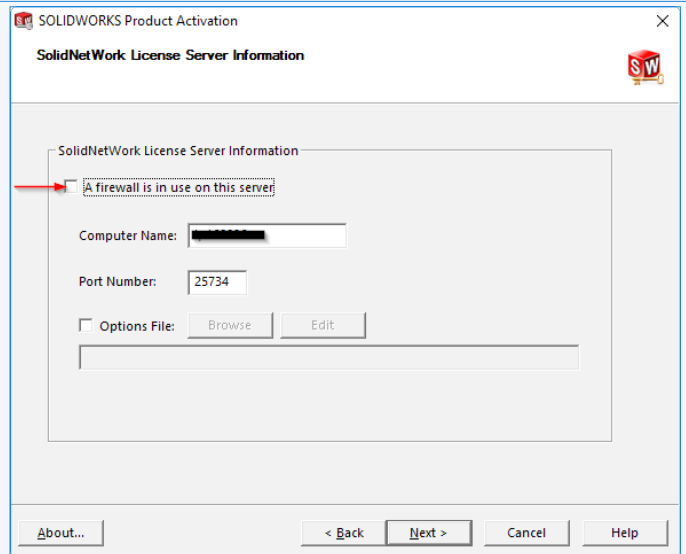 SOLIDWORKS Product Activation
SolidNetWork License Server Information
SW
SolidNetWork License Server Information
A firewall is in use on this server
Computer Name:
Port Number: 25734
Options File: Browse Edit
About... < Back Next > Cancel Help